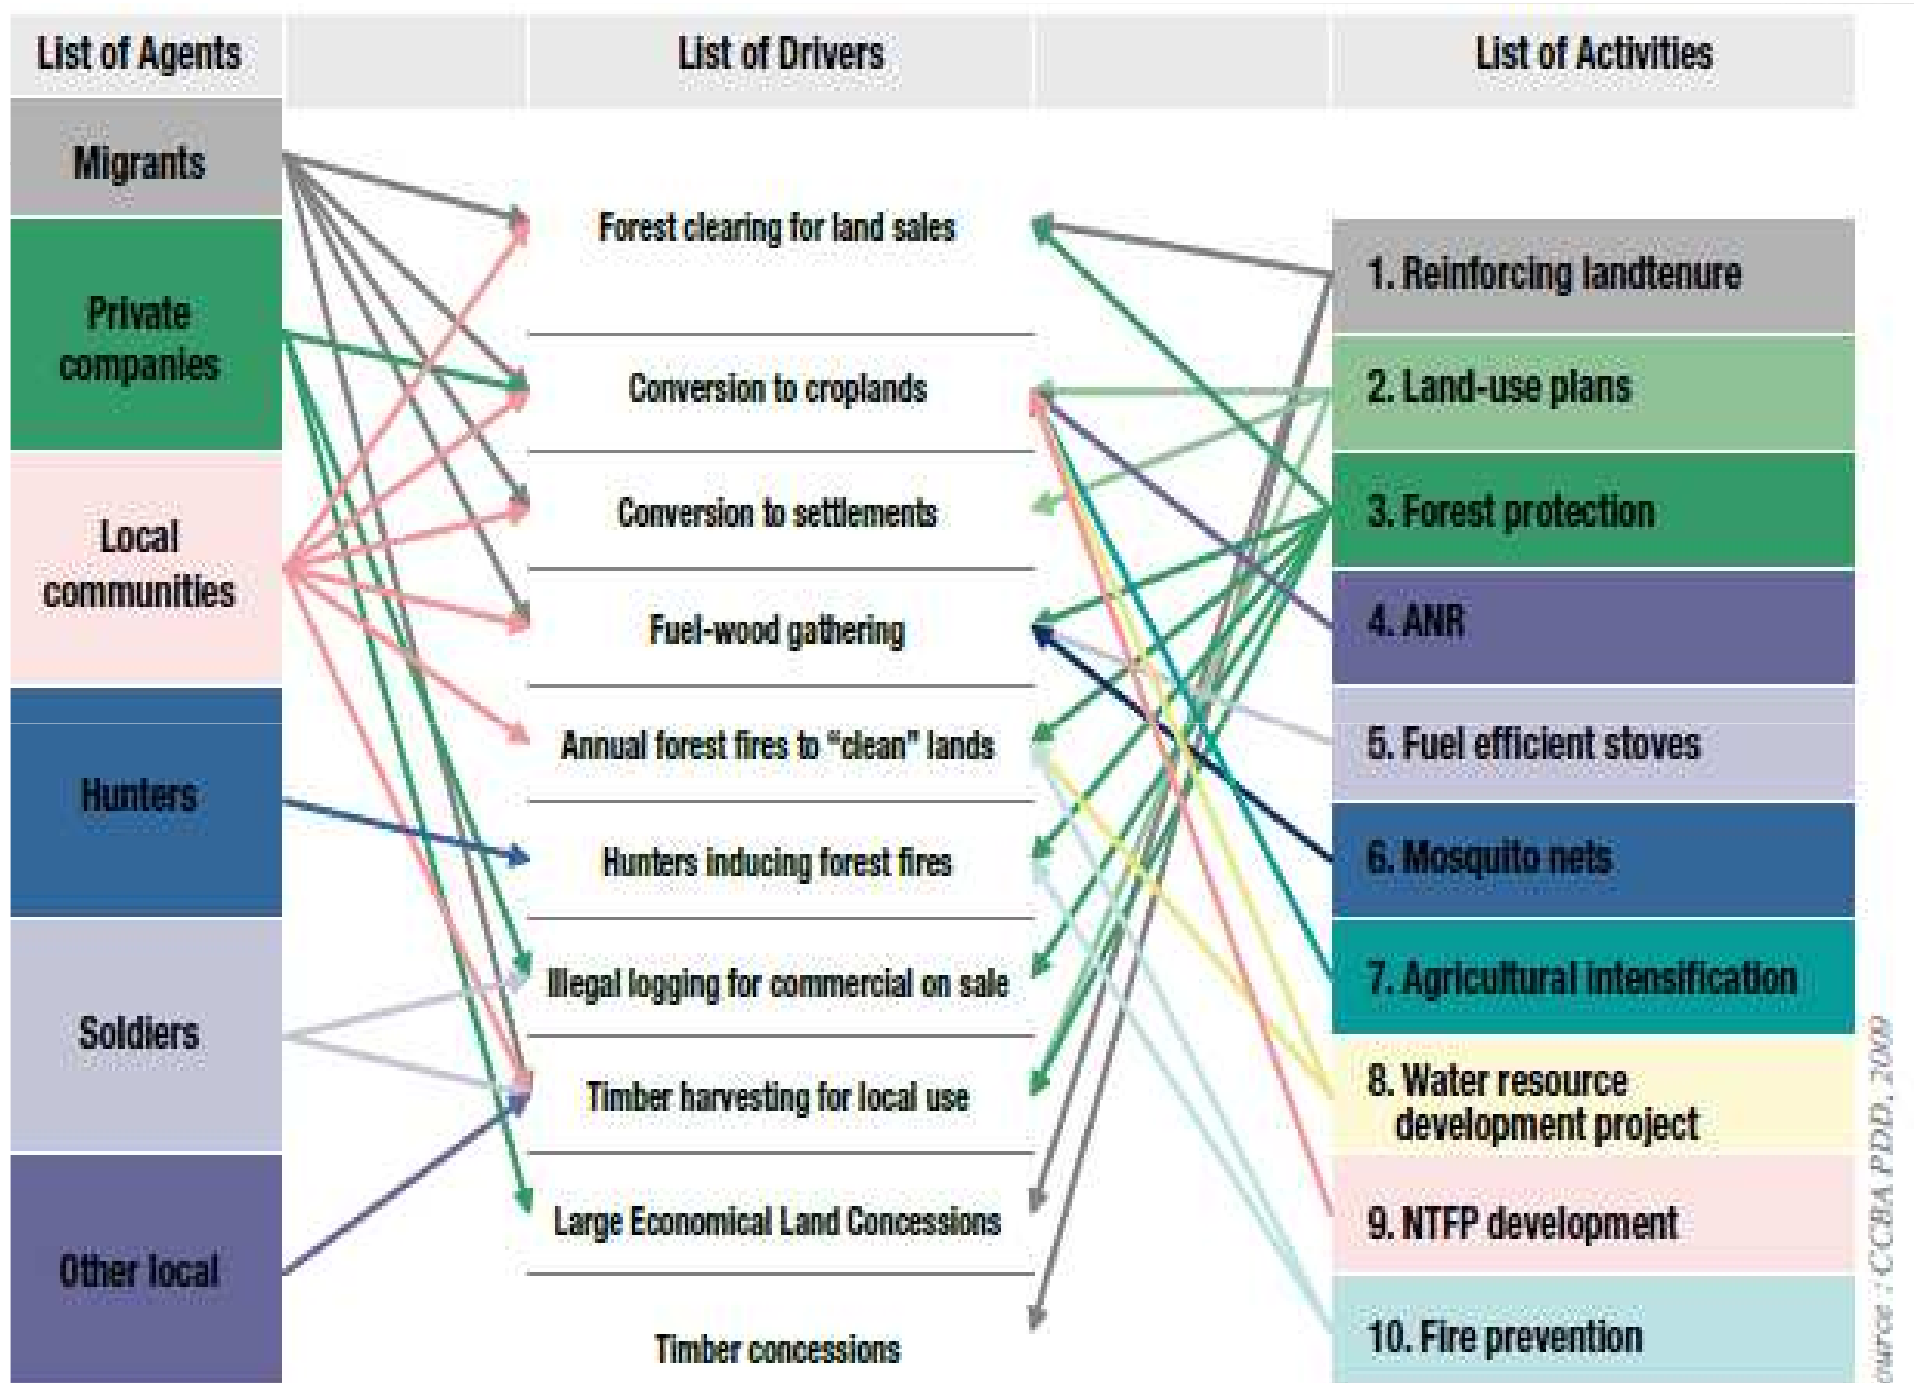 List of Agents
List of Drivers
List of Activities
Migrants
Private
companies
Local
communities
Hunters
Soldiers
Other local
Forest clearing for land sales
Conversion to croplands
Conversion to settlements
Fuel-wood gathering
Annual forest fires to “clean” lands
Hunters inducing forest fires
Illegal logging for commercial on sale
Timber harvesting for local use
Large Economical Land Concessions
Timber concessions
1. Reinforcing landtenure
2. Land-use plans
3. Forest protection
4. ANR
5. Fuel efficient stoves
6. Mosquito nets
7. Agricultural intensification
8. Water resource
development project
9. NTFP development
10. Fire prevention
ource : CCBA PDD, 2009